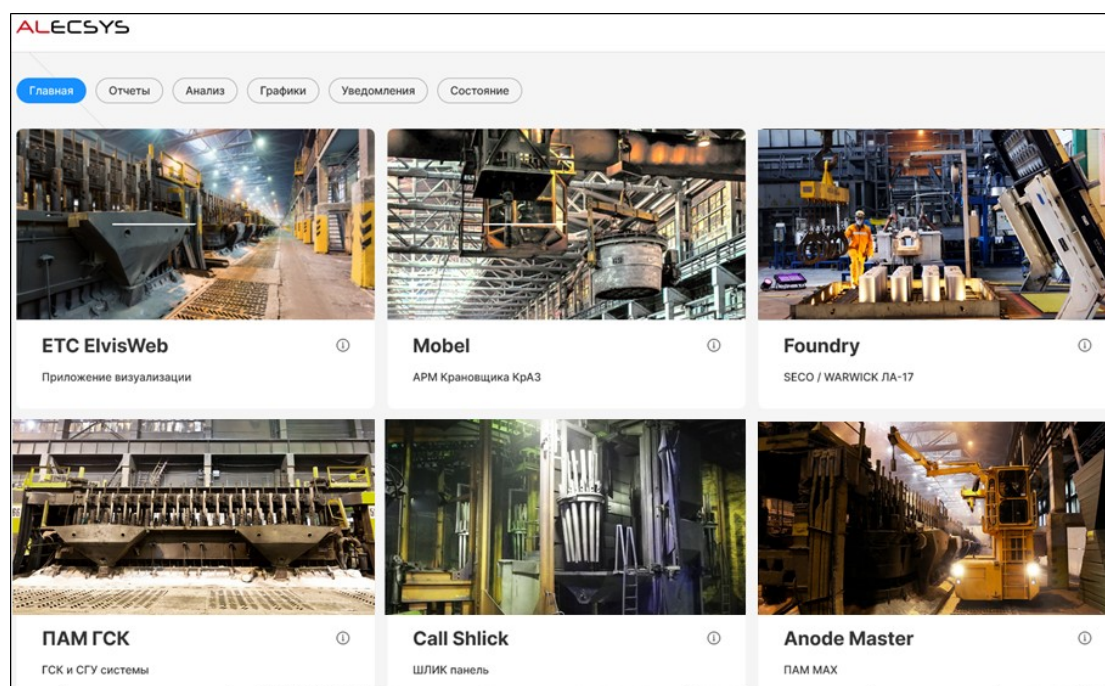 ALECSYS
Главная Отчеты Анализ Графики Уведомления Состояние
ETC ElvisWeb
Приложение визуализации
Mobel
АРМ Крановщика КрАЗ
Foundry
SECO / WARWICK ЛА-17
ПАМ ГСК
ГСК и СГУ системы
Call Shlick
ШЛИК панель
Anode Master
ПАМ MAX